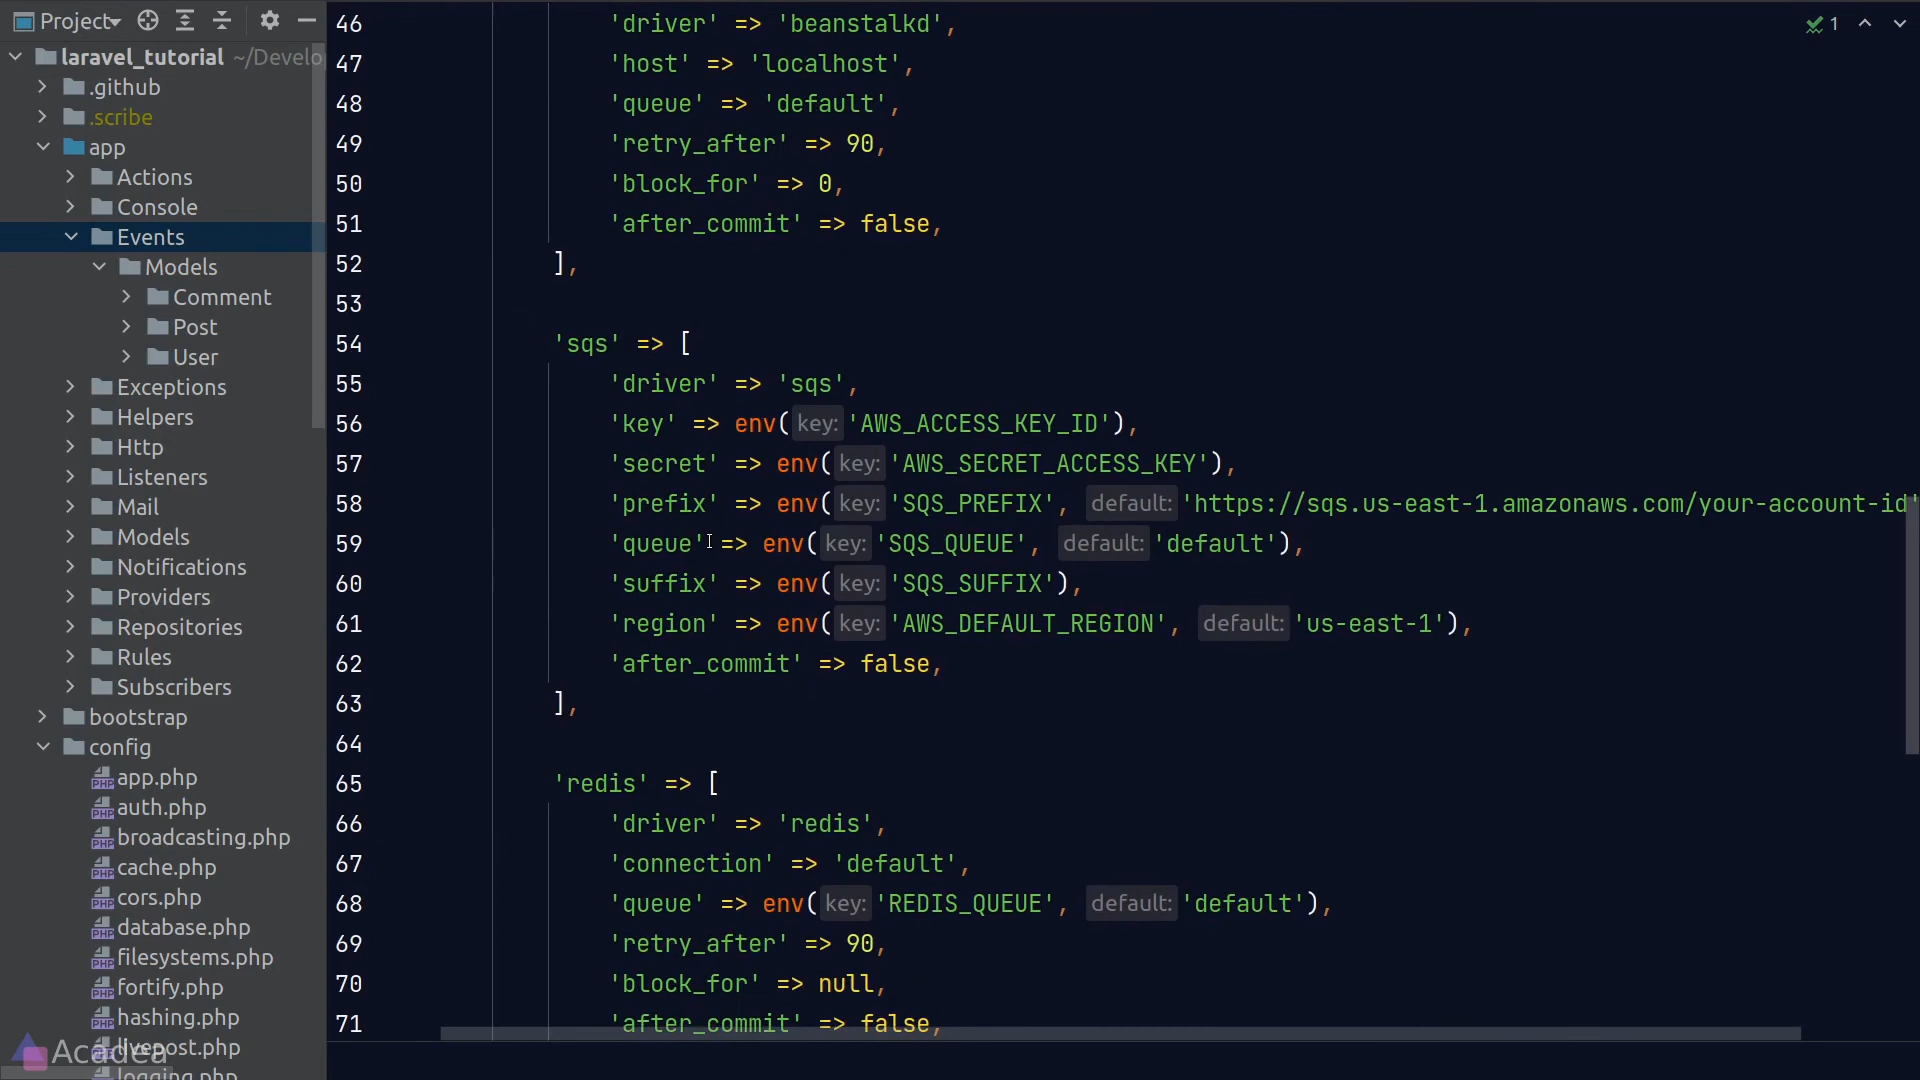 Project
laravel_tutorial ~/Develo
.github
.scribe
app
Actions
Console
Events
Models
Comment
Post
User
Exceptions
Helpers
Http
Listeners
Mail
Models
Notifications
Providers
Repositories
Rules
Subscribers
bootstrap
config
app.php
auth.php
broadcasting.php
cache.php
cors.php
database.php
filesystems.php
fortify.php
hashing.php
livepost.php
logging.php
Acadea
1
46 'driver' => 'beanstalkd',
47 'host' => 'localhost',
48 'queue' => 'default',
49 'retry_after' => 90,
50 'block_for' => 0,
51 'after_commit' => false,
52 ],
53
54 'sqs' => [
55 'driver' => 'sqs',
56 'key' => env( key: 'AWS_ACCESS_KEY_ID'),
57 'secret' => env( key: 'AWS_SECRET_ACCESS_KEY'),
58 'prefix' => env( key: 'SQS_PREFIX', default: 'https://sqs.us-east-1.amazonaws.com/your-account-id'
59 'queue' => env( key: 'SQS_QUEUE', default: 'default'),
60 'suffix' => env( key: 'SQS_SUFFIX'),
61 'region' => env( key: 'AWS_DEFAULT_REGION', default: 'us-east-1'),
62 'after_commit' => false,
63 ],
64
65 'redis' => [
66 'driver' => 'redis',
67 'connection' => 'default',
68 'queue' => env( key: 'REDIS_QUEUE', default: 'default'),
69 'retry_after' => 90,
70 'block_for' => null,
71 'after_commit' => false,